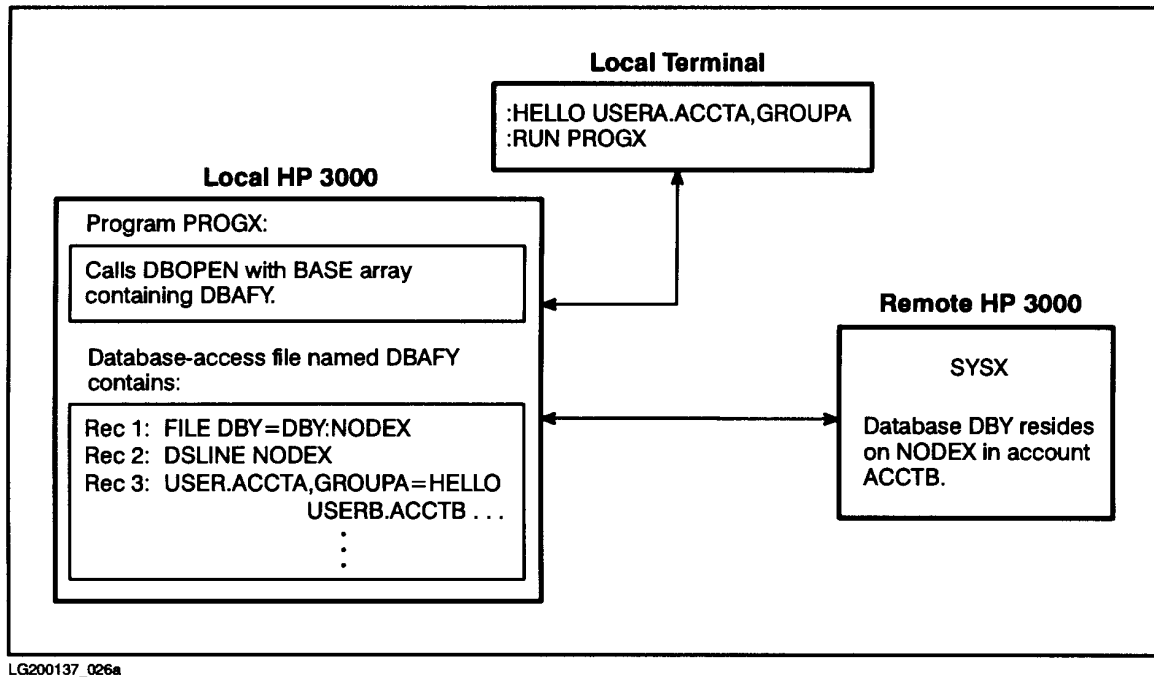 Local Terminal
:HELLO USERA.ACCTA,GROUPA
:RUN PROGX
Local HP 3000
Program PROGX:
Calls DBOPEN with BASE array
containing DBAFY.
Database-access file named DBAFY
contains:
Rec 1: FILE DBY=DBY:NODEX
Rec 2: DSLINE NODEX
Rec 3: USER.ACCTA,GROUPA=HELLO
USERB.ACCTB . . .
Remote HP 3000
SYSX
Database DBY resides
on NODEX in account
ACCTB.
LG200137_026a